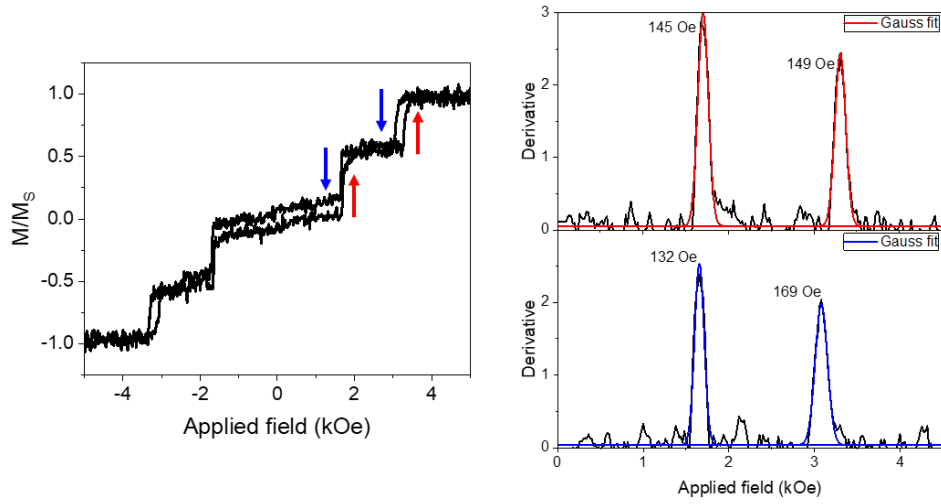 1.0
0.5
0.0
-0.5
-1.0
M/MS
-4 -2 0 2 4
Applied field (kOe)
3
2
1
0
Derivative
145 Oe
149 Oe
Gauss fit
2
1
0
Derivative
132 Oe
169 Oe
Gauss fit
0 1 2 3 4
Applied field (kOe)